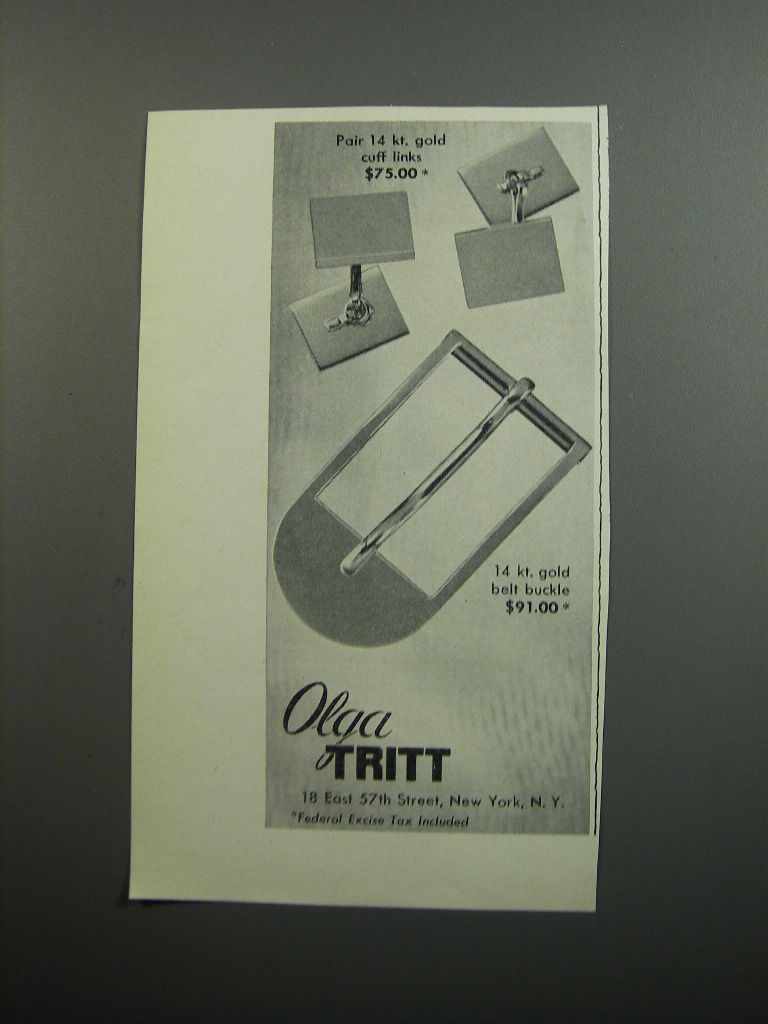 Pair 14 kt. gold
cuff links
$75.00*
14 kt. gold
belt buckle
$91.00*
Olga
TRITT
18 East 57th Street, New York, N. Y.
*Federal Excise Tax Included